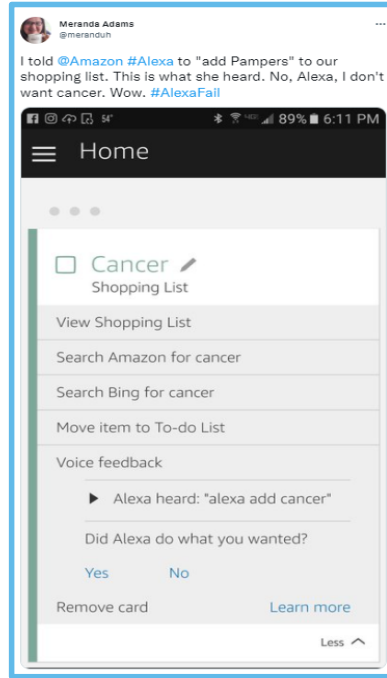 Meranda Adams
@meranduh
...
I told @Amazon #Alexa to "add Pampers" to our
shopping list. This is what she heard. No, Alexa, I don't
want cancer. Wow. #AlexaFail
54° 89% 6:11 PM
Home
Cancer
Shopping List
View Shopping List
Search Amazon for cancer
Search Bing for cancer
Move item to To-do List
Voice feedback
Alexa heard: "alexa add cancer"
Did Alexa do what you wanted?
Yes No
Remove card Learn more
Less